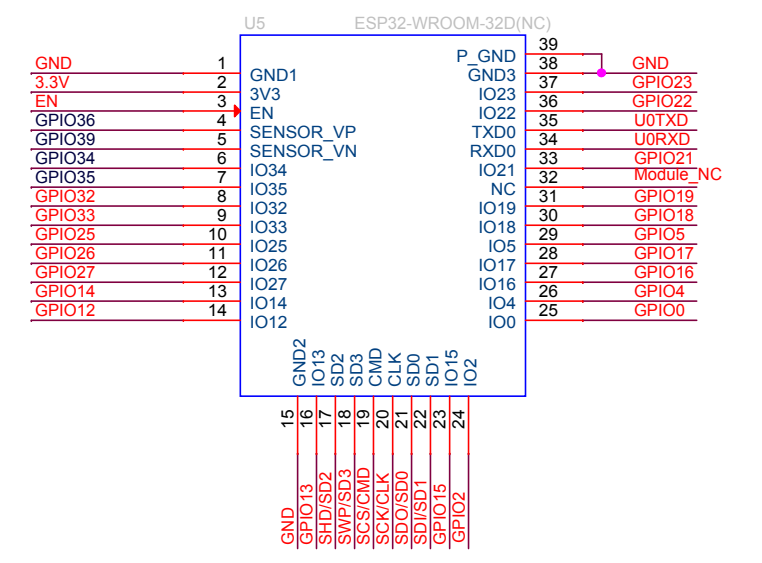 U5 ESP32-WROOM-32D(NC)
GND 1 GND1
3.3V 2 3V3
EN 3 EN
GPIO36 4 SENSOR_VP
GPIO39 5 SENSOR_VN
GPIO34 6 IO34
GPIO35 7 IO35
GPIO32 8 IO32
GPIO33 9 IO33
GPIO25 10 IO25
GPIO26 11 IO26
GPIO27 12 IO27
GPIO14 13 IO14
GPIO12 14 IO12
P_GND 39
GND3 38 GND
IO23 37 GPIO23
IO22 36 GPIO22
TXD0 35 U0TXD
RXD0 34 U0RXD
IO21 33 GPIO21
NC 32 Module_NC
IO19 31 GPIO19
IO18 30 GPIO18
IO5 29 GPIO5
IO17 28 GPIO17
IO16 27 GPIO16
IO4 26 GPIO4
IO0 25 GPIO0
GND2 15 GND
IO13 16 GPIO13
SD2 17 SHD/SD2
SD3 18 SWP/SD3
CMD 19 SCS/CMD
CLK 20 SCK/CLK
SD0 21 SDO/SD0
SD1 22 SDI/SD1
IO15 23 GPIO15
IO2 24 GPIO2